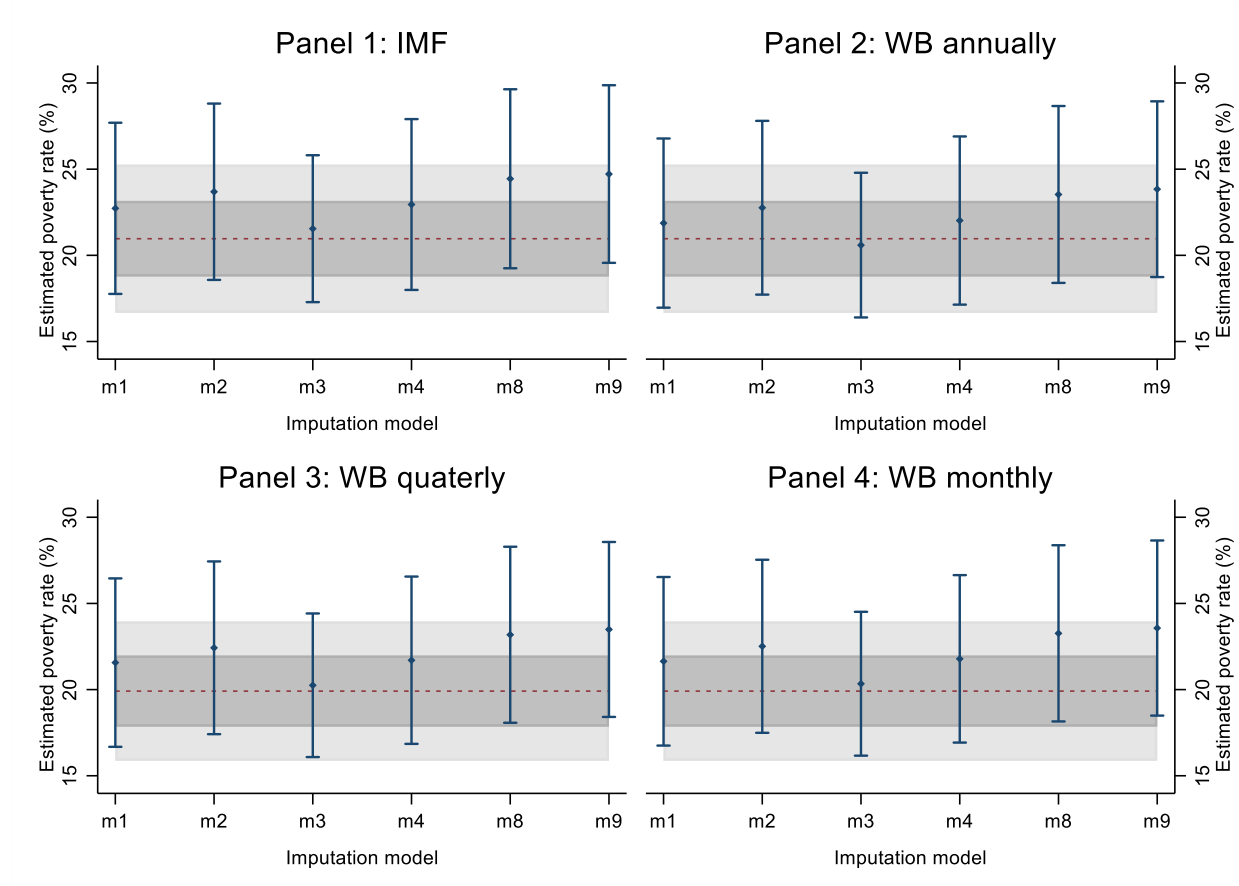 Panel 1: IMF
Estimated poverty rate (%)
30
25
20
15
m1 m2 m3 m4 m8 m9
Imputation model
Panel 2: WB annually
Estimated poverty rate (%)
30
25
20
15
m1 m2 m3 m4 m8 m9
Imputation model
Panel 3: WB quaterly
Estimated poverty rate (%)
30
25
20
15
m1 m2 m3 m4 m8 m9
Imputation model
Panel 4: WB monthly
Estimated poverty rate (%)
30
25
20
15
m1 m2 m3 m4 m8 m9
Imputation model